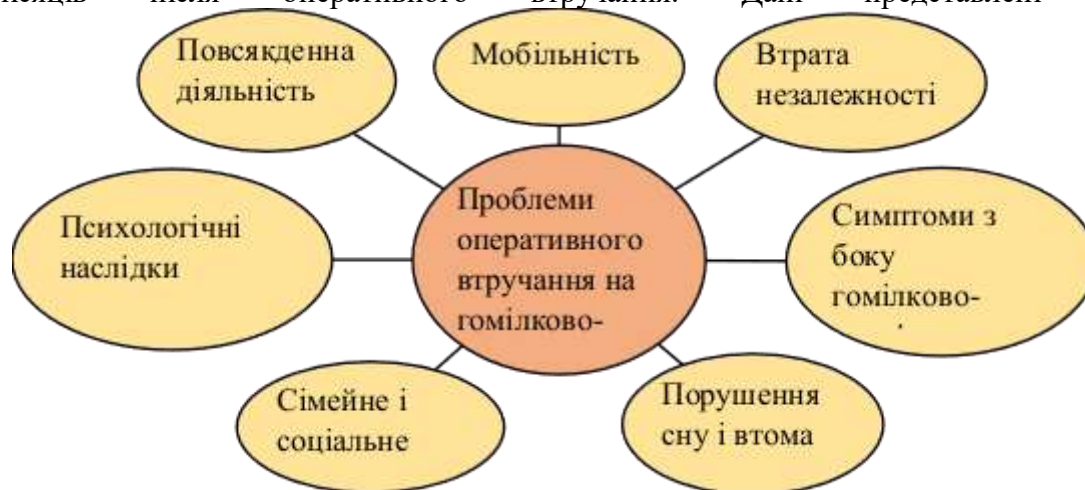 після оперативного втручання. Дані представлені
Повсякденна
діяльність
Мобільність
Втрата
незалежності
Психологічні
наслідки
Проблеми
оперативного
втручання на
гомілково-
Симптоми з
боку
гомілково-
Сімейне і
соціальне
Порушення
сну і втома